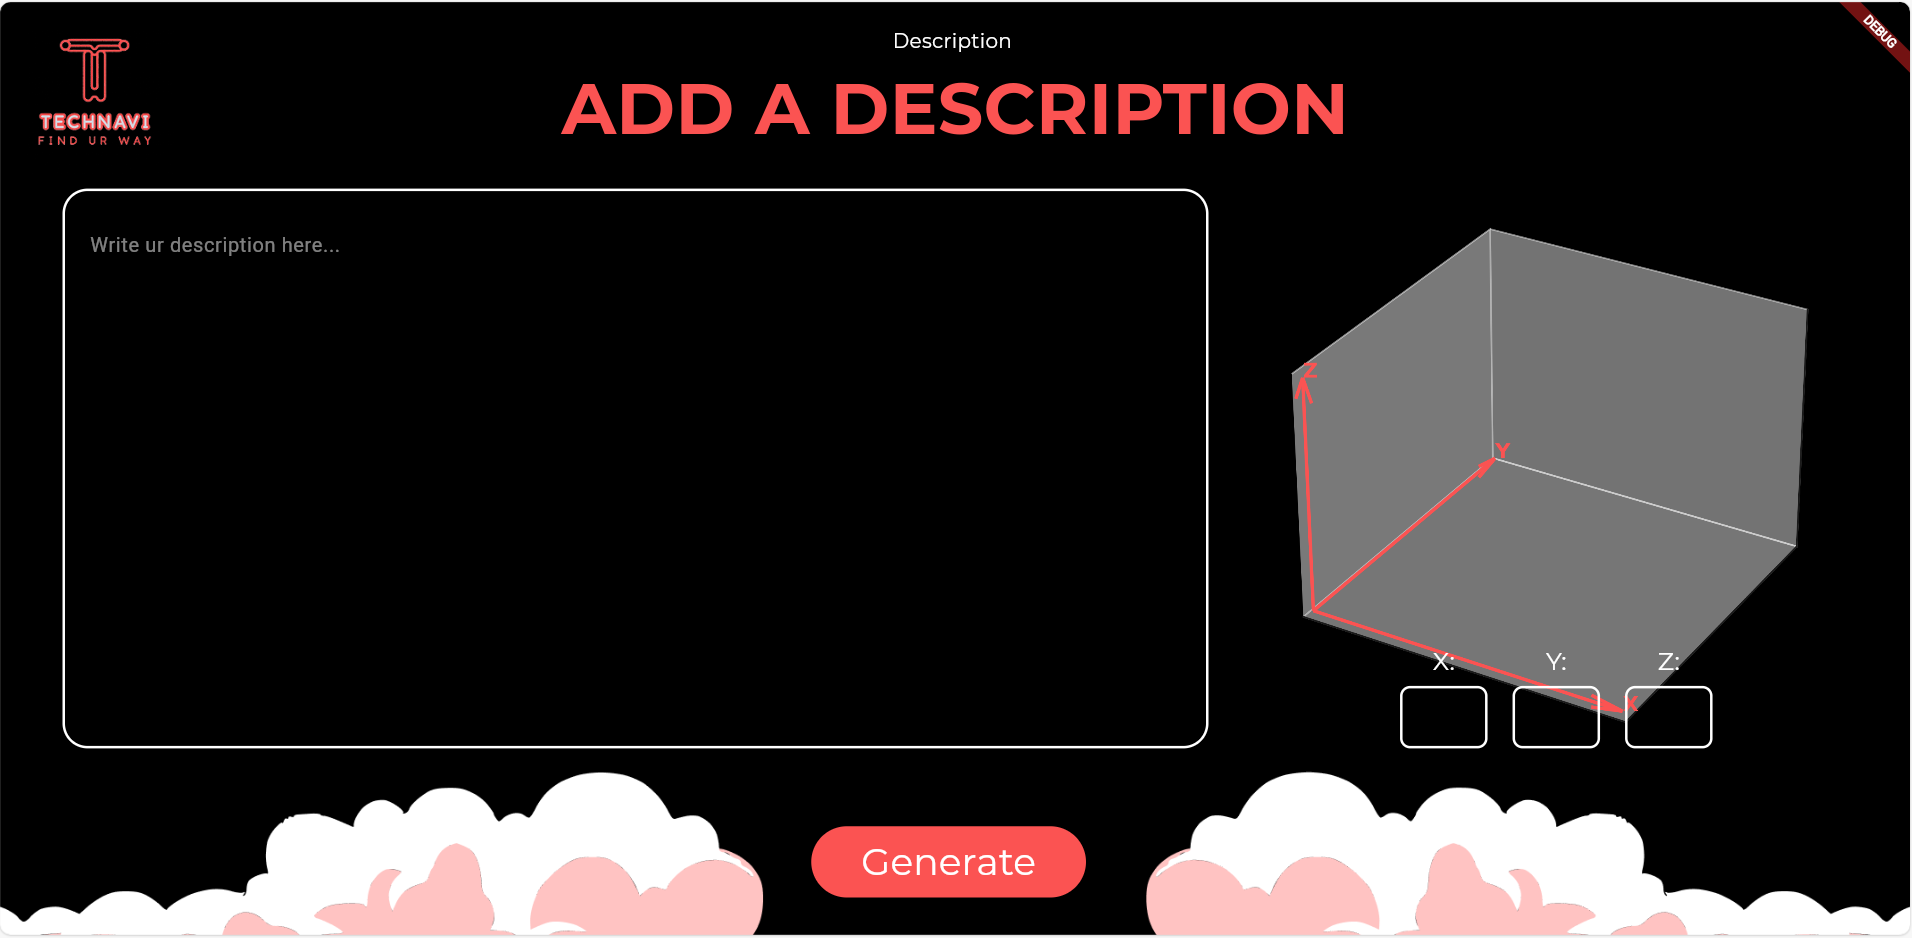 Description
DEBUG
TECHNAVI
FIND UR WAY
ADD A DESCRIPTION
Write ur description here...
Z
Y
X: Y: Z:
X
Generate